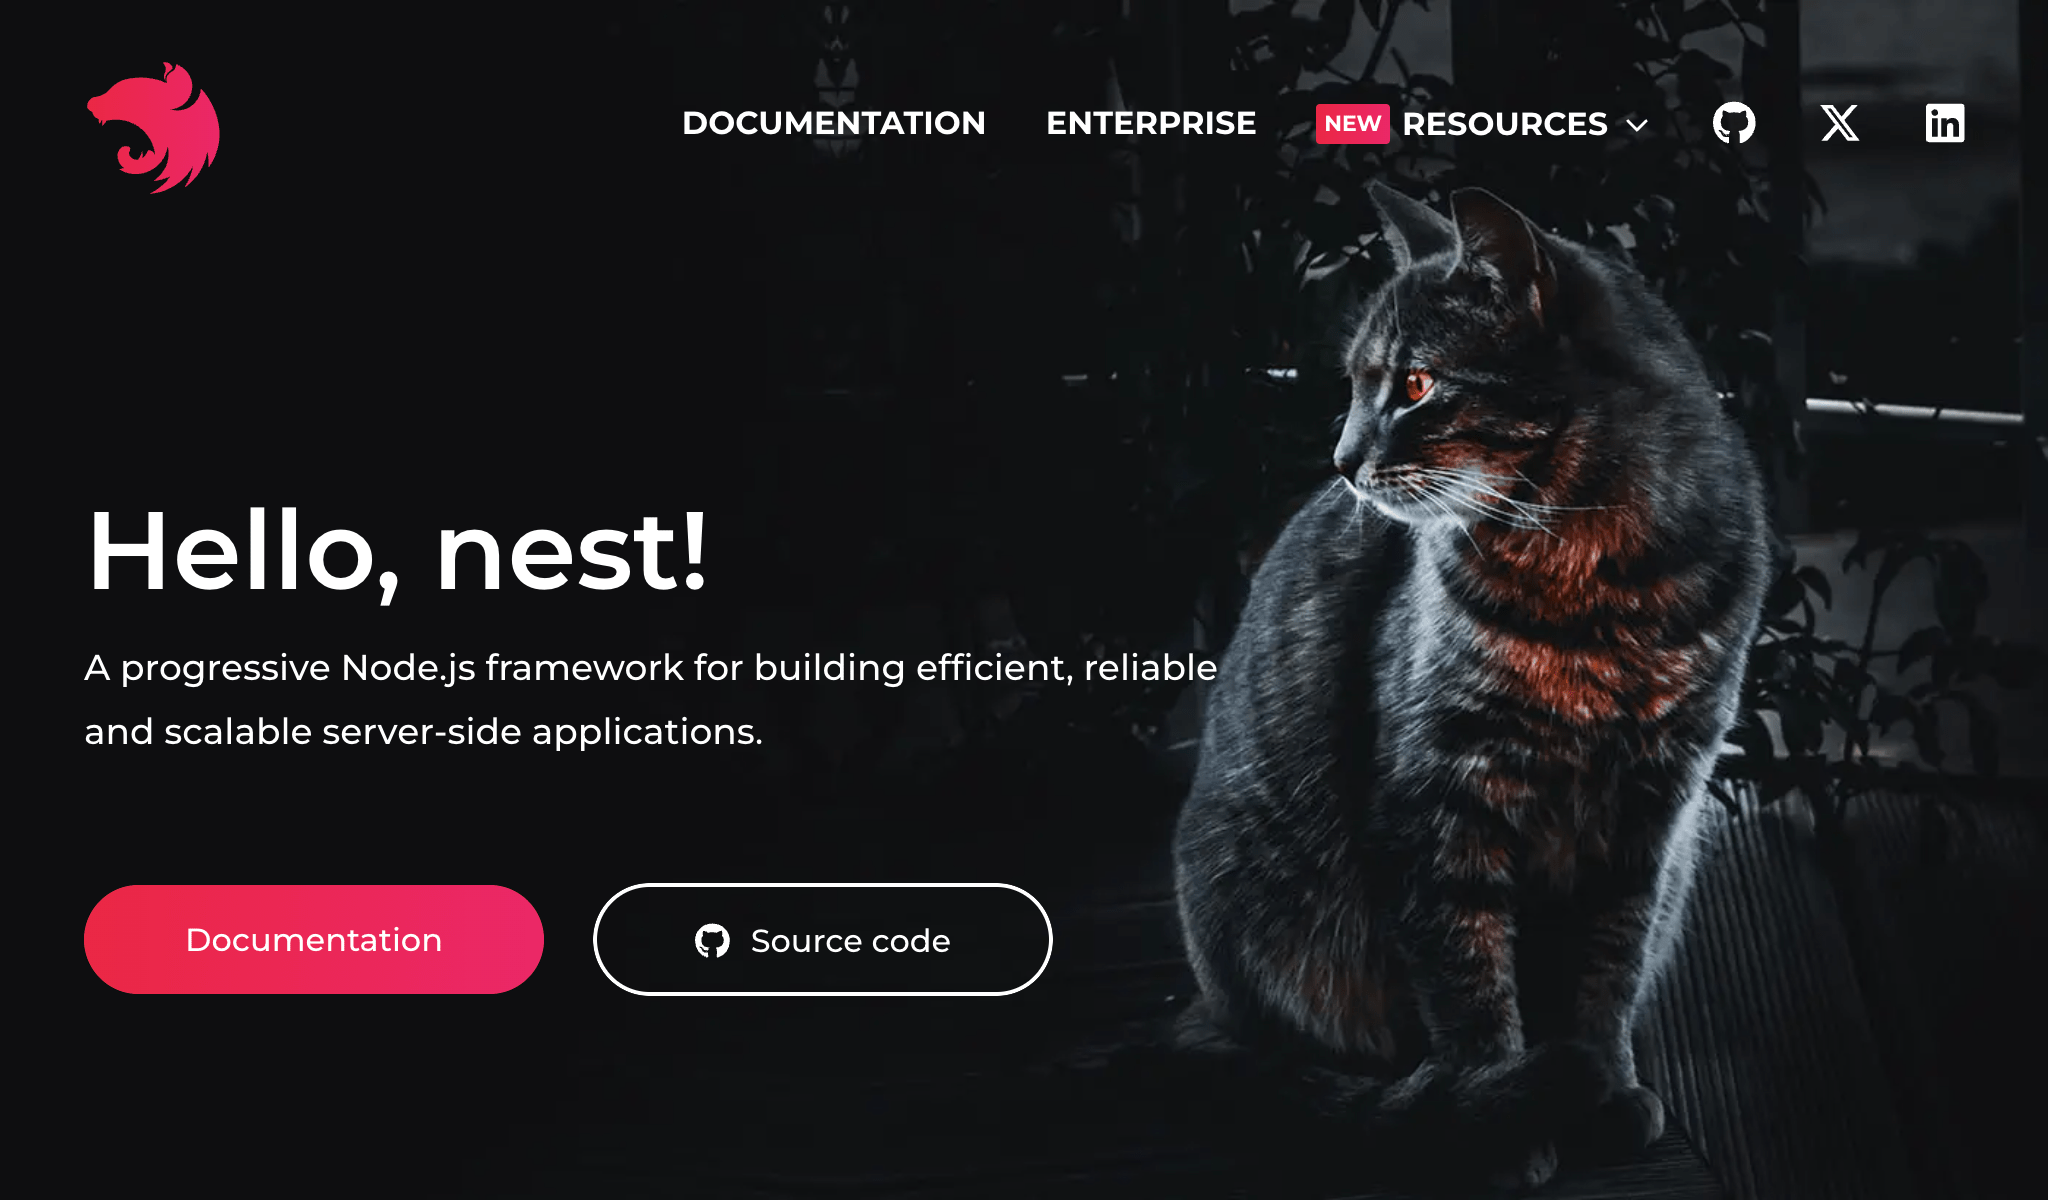 DOCUMENTATION ENTERPRISE NEW RESOURCES
Hello, nest!
A progressive Node.js framework for building efficient, reliable
and scalable server-side applications.
Documentation Source code